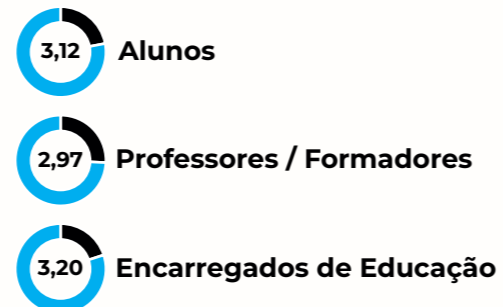 3,12 Alunos
2,97 Professores / Formadores
3,20 Encarregados de Educação